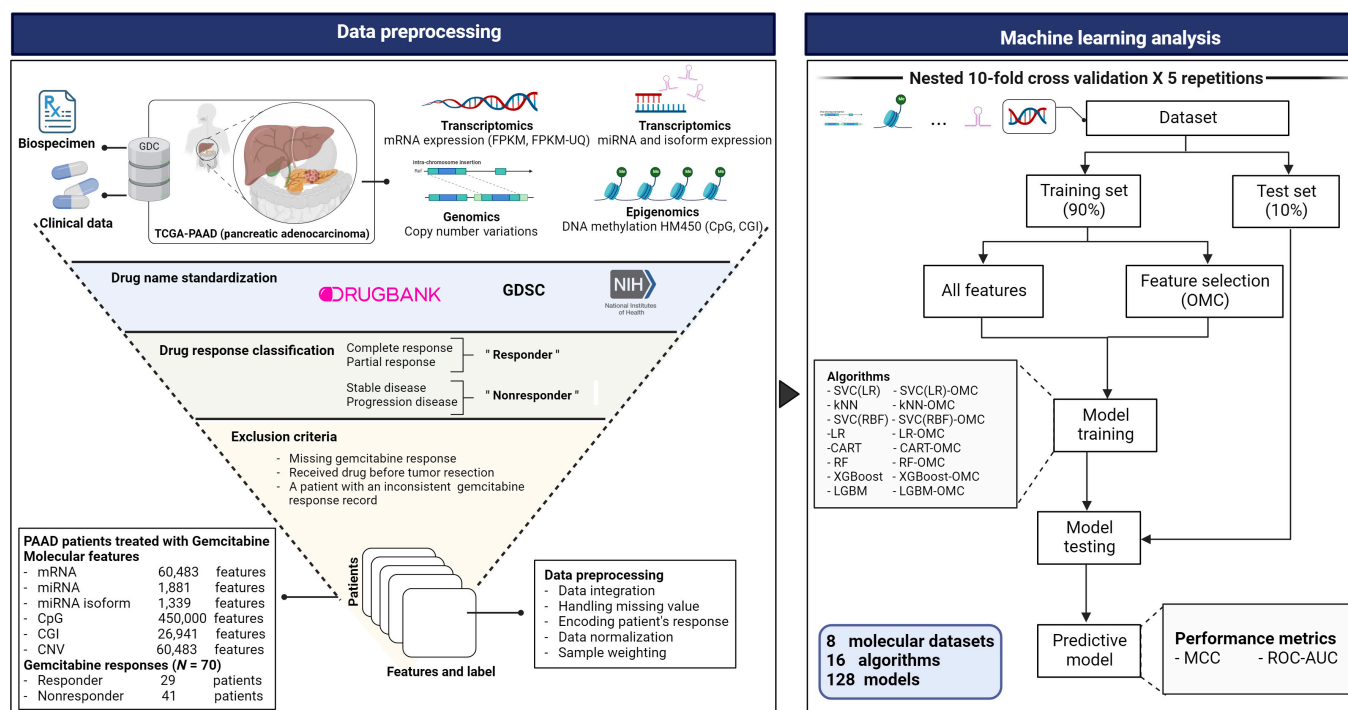 Data preprocessing
Biospecimen
Clinical data
GDC
TCGA-PAAD (pancreatic adenocarcinoma)
Transcriptomics
mRNA expression (FPKM, FPKM-UQ)
Transcriptomics
miRNA and isoform expression
Intra-chromosome insertion
Ref
Genomics
Copy number variations
Me Me Me Me
Epigenomics
DNA methylation HM450 (CpG, CGI)
Drug name standardization
DRUGBANK
GDSC
NIH
National Institutes
of Health
Drug response classification
Complete response
Partial response
" Responder "
Stable disease
Progression disease
" Nonresponder "
Exclusion criteria
- Missing gemcitabine response
- Received drug before tumor resection
- A patient with an inconsistent gemcitabine
response record
PAAD patients treated with Gemcitabine
Molecular features
- mRNA 60,483 features
- miRNA 1,881 features
- miRNA isoform 1,339 features
- CpG 450,000 features
- CGI 26,941 features
- CNV 60,483 features
Gemcitabine responses (N = 70)
- Responder 29 patients
- Nonresponder 41 patients
Patients
Features and label
Data preprocessing
- Data integration
- Handling missing value
- Encoding patient's response
- Data normalization
- Sample weighting
Machine learning analysis
Nested 10-fold cross validation X 5 repetitions
Me
...
Dataset
Training set
(90%)
Test set
(10%)
All features
Feature selection
(OMC)
Algorithms
- SVC(LR) - SVC(LR)-OMC
- kNN - kNN-OMC
- SVC(RBF) - SVC(RBF)-OMC
-LR - LR-OMC
-CART - CART-OMC
- RF - RF-OMC
- XGBoost - XGBoost-OMC
- LGBM - LGBM-OMC
Model
training
Model
testing
Predictive
model
Performance metrics
- MCC - ROC-AUC
8 molecular datasets
16 algorithms
128 models